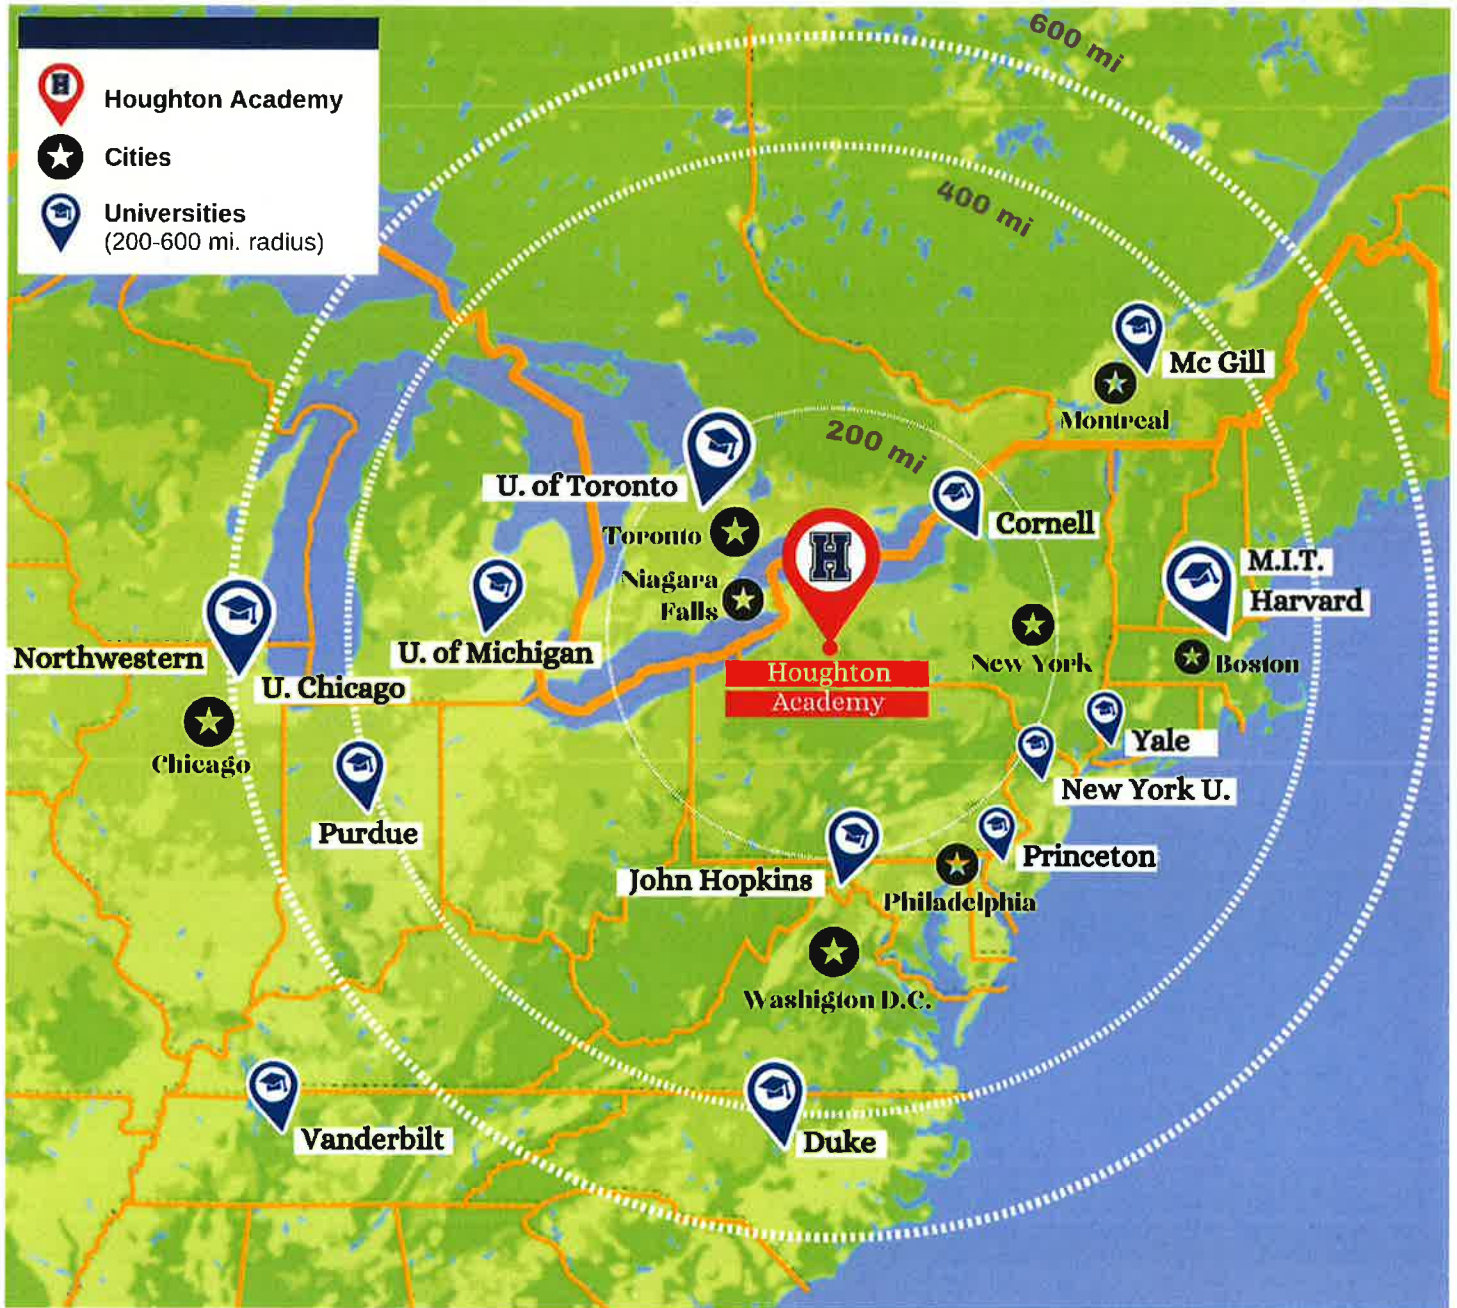 H
Houghton Academy
Cities
Universities
(200-600 mi. radius)
600 mi
400 mi
200 mi
Mc Gill
Montreal
U. of Toronto
Toronto
Cornell
H
Niagara
Falls
M.I.T.
Harvard
U. of Michigan
New York
Boston
Northwestern
U. Chicago
Houghton
Academy
Chicago
Yale
Purdue
New York U.
Princeton
John Hopkins
Philadelphia
Washigton D.C.
Vanderbilt
Duke